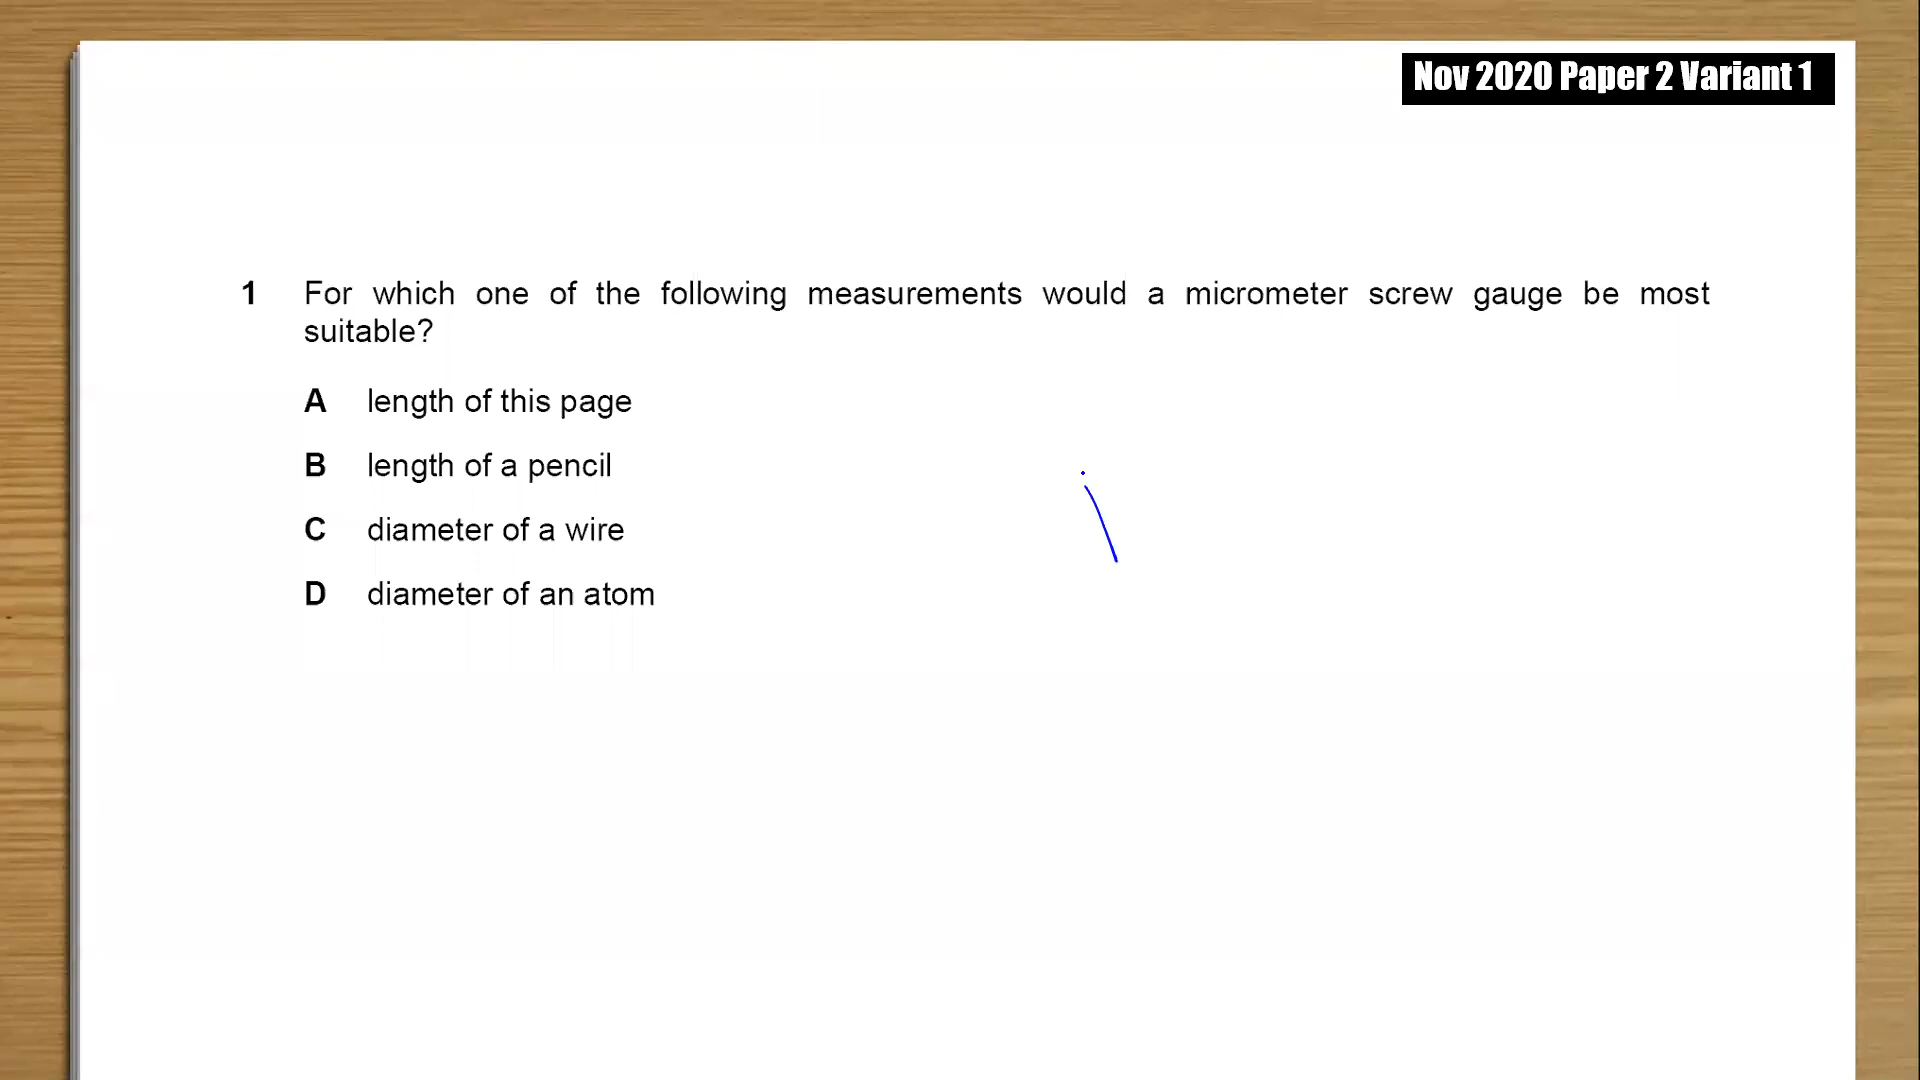 Nov 2020 Paper 2 Variant 1
1 For which one of the following measurements would a micrometer screw gauge be most
suitable?
A length of this page
B length of a pencil
C diameter of a wire
D diameter of an atom